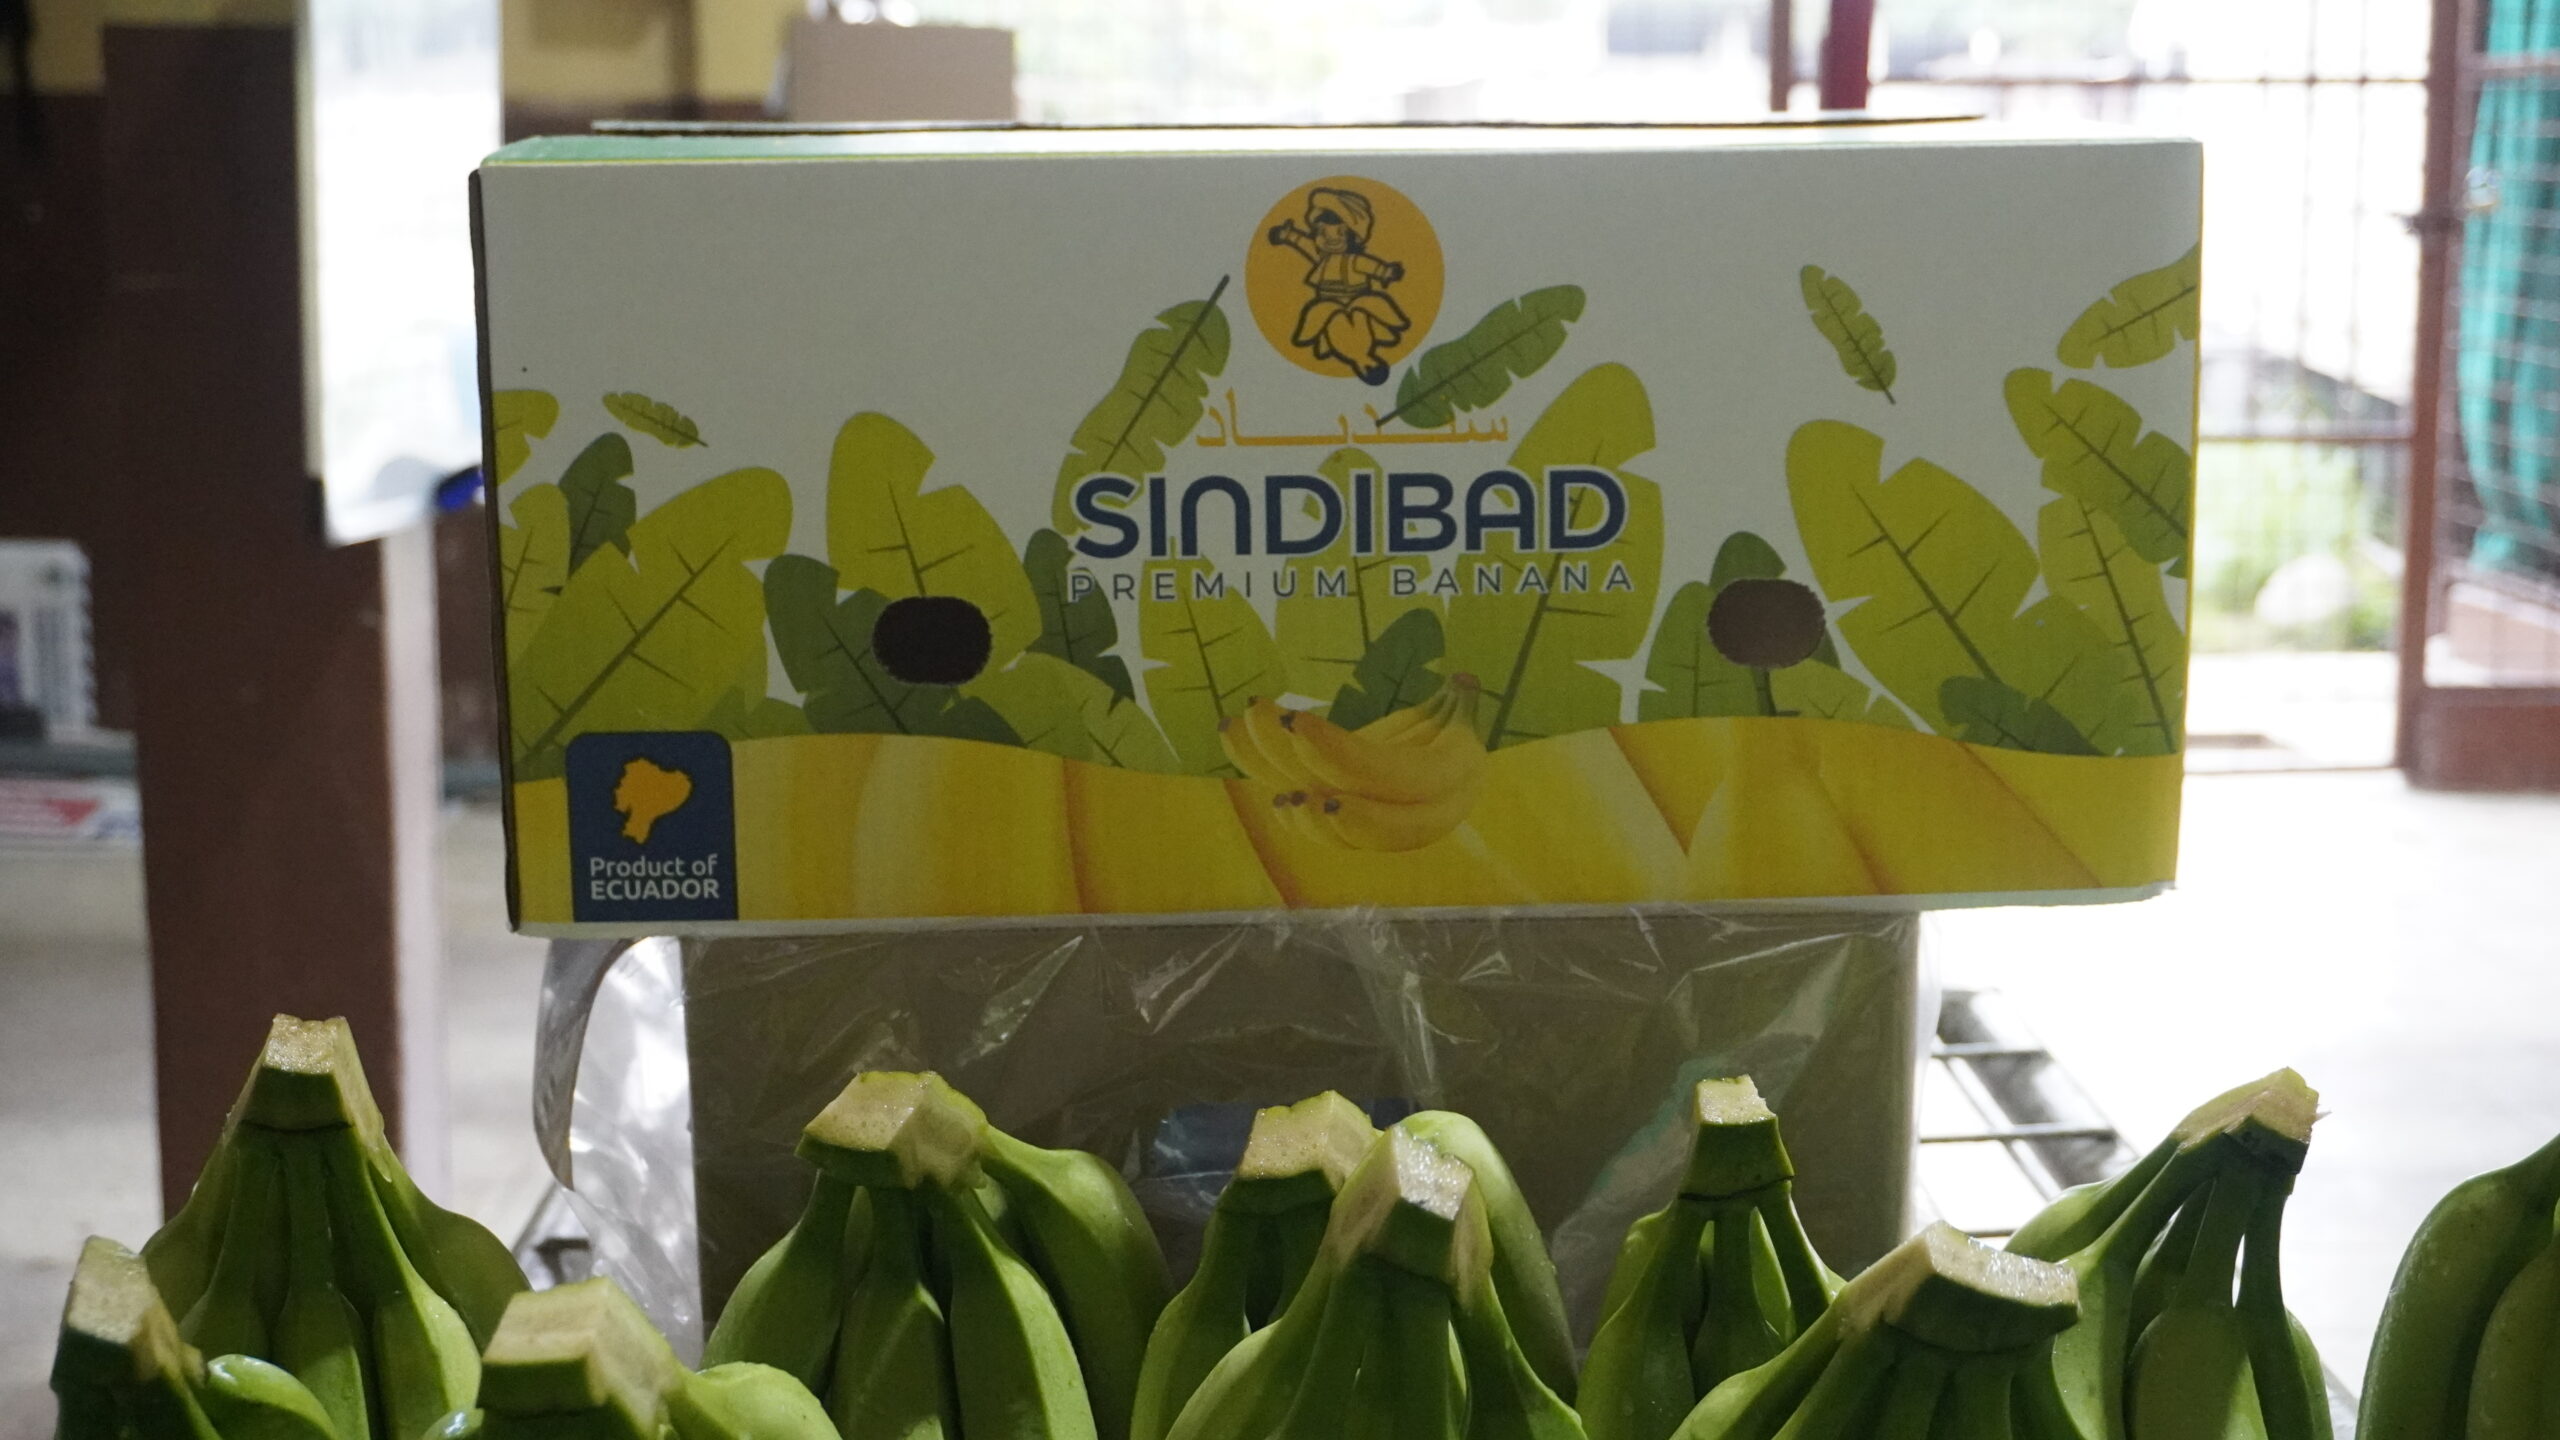 سندباد
SINDIBAD
PREMIUM BANANA
Product of
ECUADOR